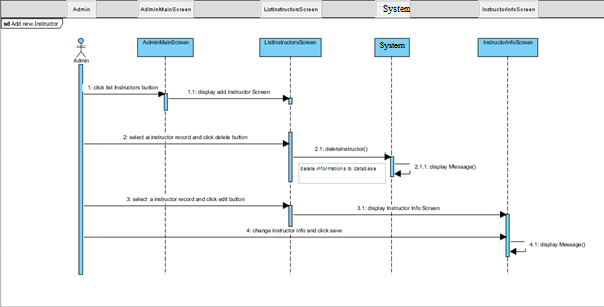 Admin AdminMainScreen ListInstructorsScreen System InstructorInfoScreen
sd Add new Instructor
AdminMainScreen ListInstructorsScreen System InstructorInfoScreen
Admin
1: click list Instructors button
1.1: display add Instructor Screen
2: select a instructor record and click delete button
2.1: daleteInstructor()
delete informations to database
2.1.1: display Message()
3: select a instructor record and click edit button
3.1: display Instructor Info Screen
4: change instructor info and click save
4.1: display Message()